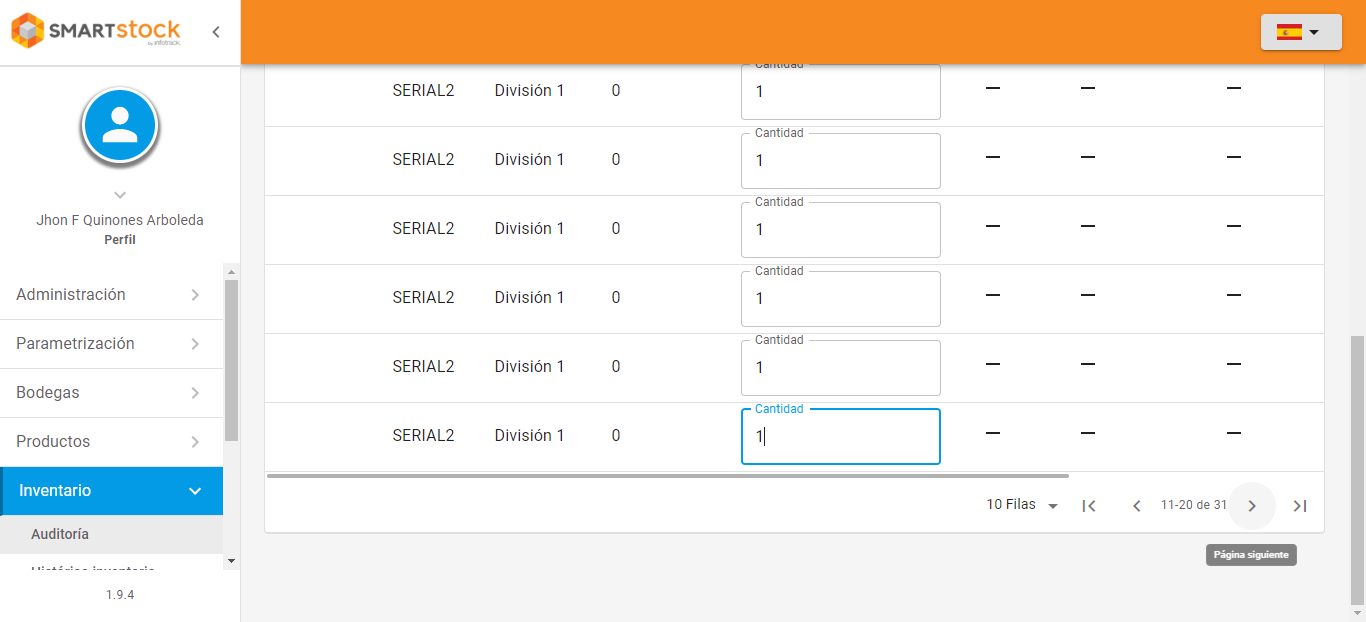 SMARTstock
by infotrack
Jhon F Quinones Arboleda
Perfil
Administración
Parametrización
Bodegas
Productos
Inventario
Auditoría
Histórico inventario
1.9.4
Cantidad
SERIAL2 División 1 0 1 — — —
Cantidad
SERIAL2 División 1 0 1 — — —
Cantidad
SERIAL2 División 1 0 1 — — —
Cantidad
SERIAL2 División 1 0 1 — — —
Cantidad
SERIAL2 División 1 0 1 — — —
Cantidad
SERIAL2 División 1 0 1 — — —
10 Filas 11-20 de 31
Página siguiente